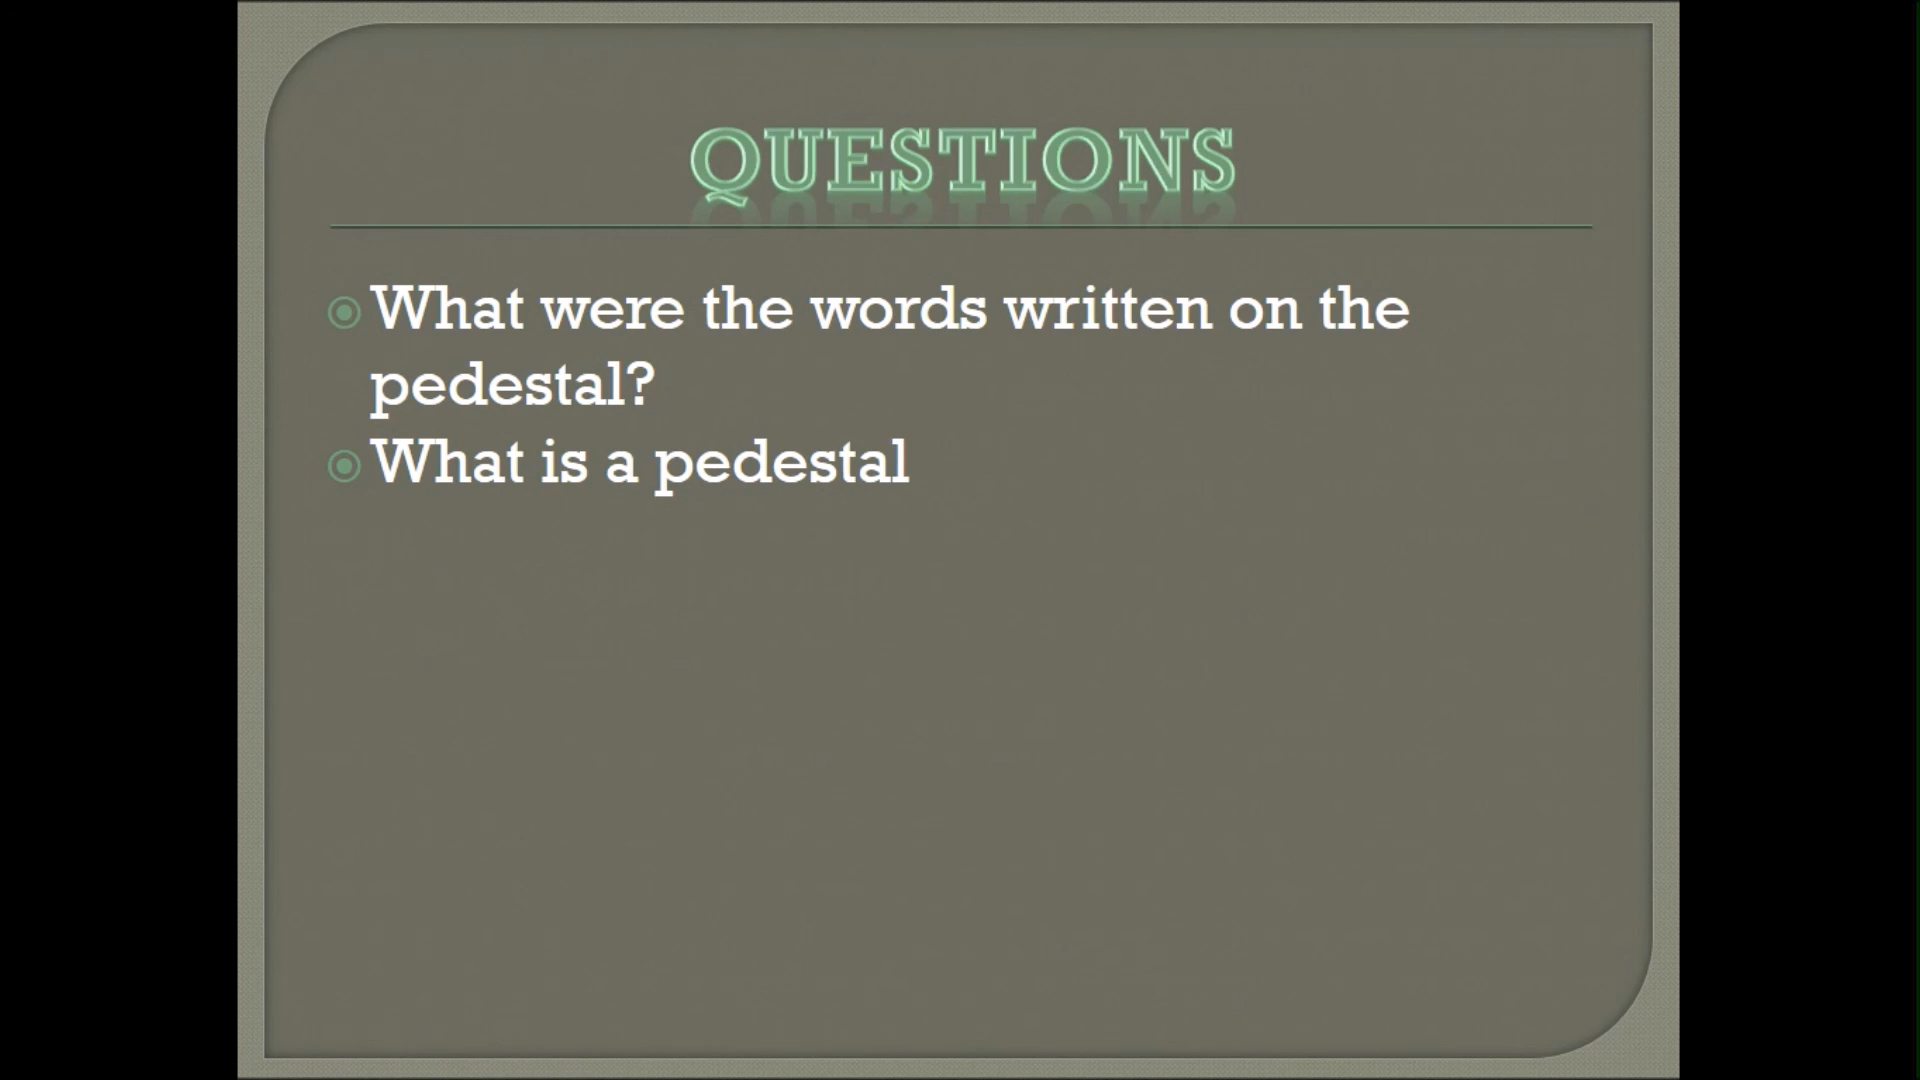 QUESTIONS
What were the words written on the
pedestal?
What is a pedestal